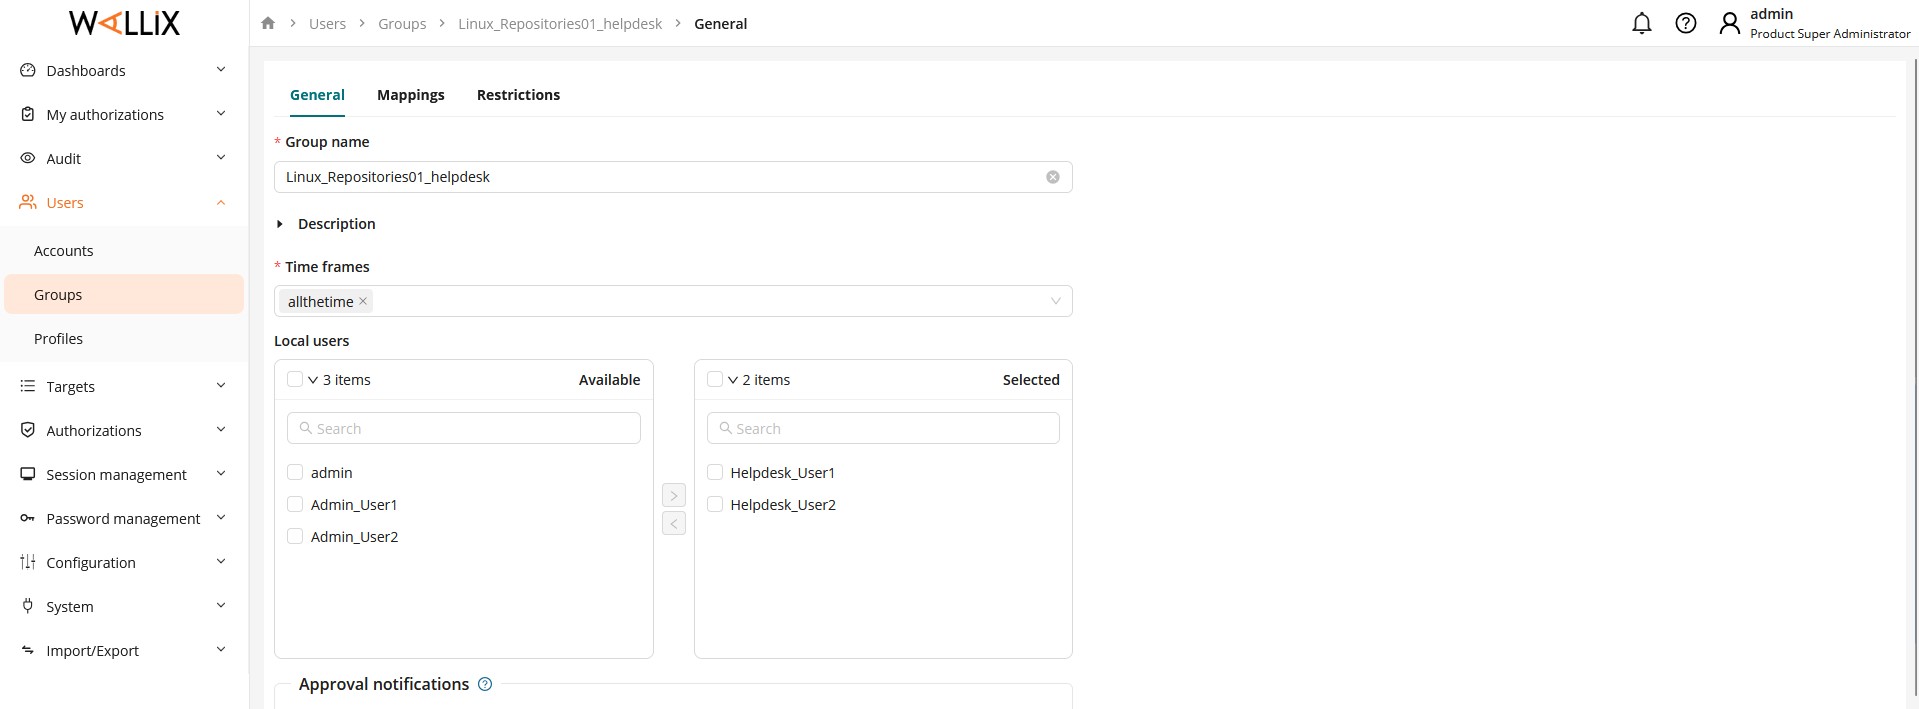 WALLIX
Users > Groups > Linux_Repositories01_helpdesk > General
admin
Product Super Administrator
Dashboards
My authorizations
Audit
Users
Accounts
Groups
Profiles
Targets
Authorizations
Session management
Password management
Configuration
System
Import/Export
General Mappings Restrictions
* Group name
Linux_Repositories01_helpdesk
Description
* Time frames
allthetime
Local users
3 items Available
Search
admin
Admin_User1
Admin_User2
2 items Selected
Search
Helpdesk_User1
Helpdesk_User2
Approval notifications